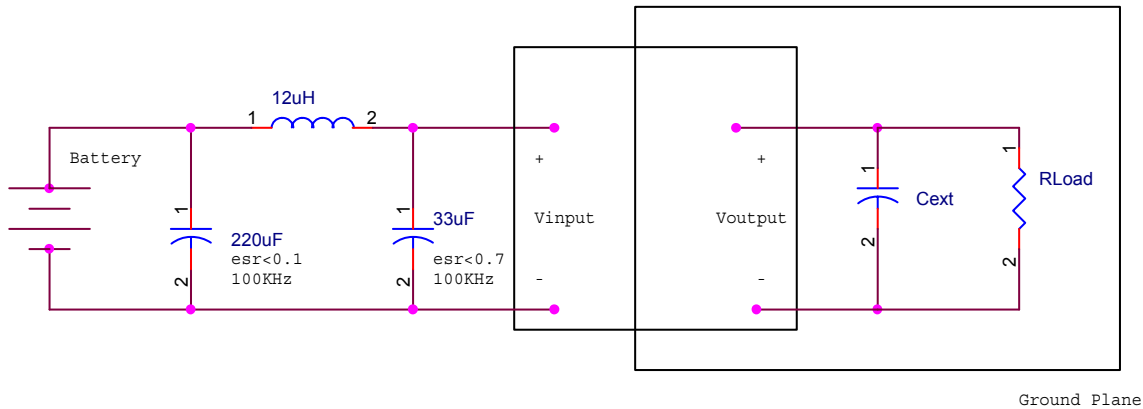 12uH
1
2
Battery
+
+
1
RLoad
1
Cext
1
1
33uF
Vinput
Voutput
220uF
esr<0.1
100KHz
esr<0.7
100KHz
2
2
2
2
-
-
Ground Plane